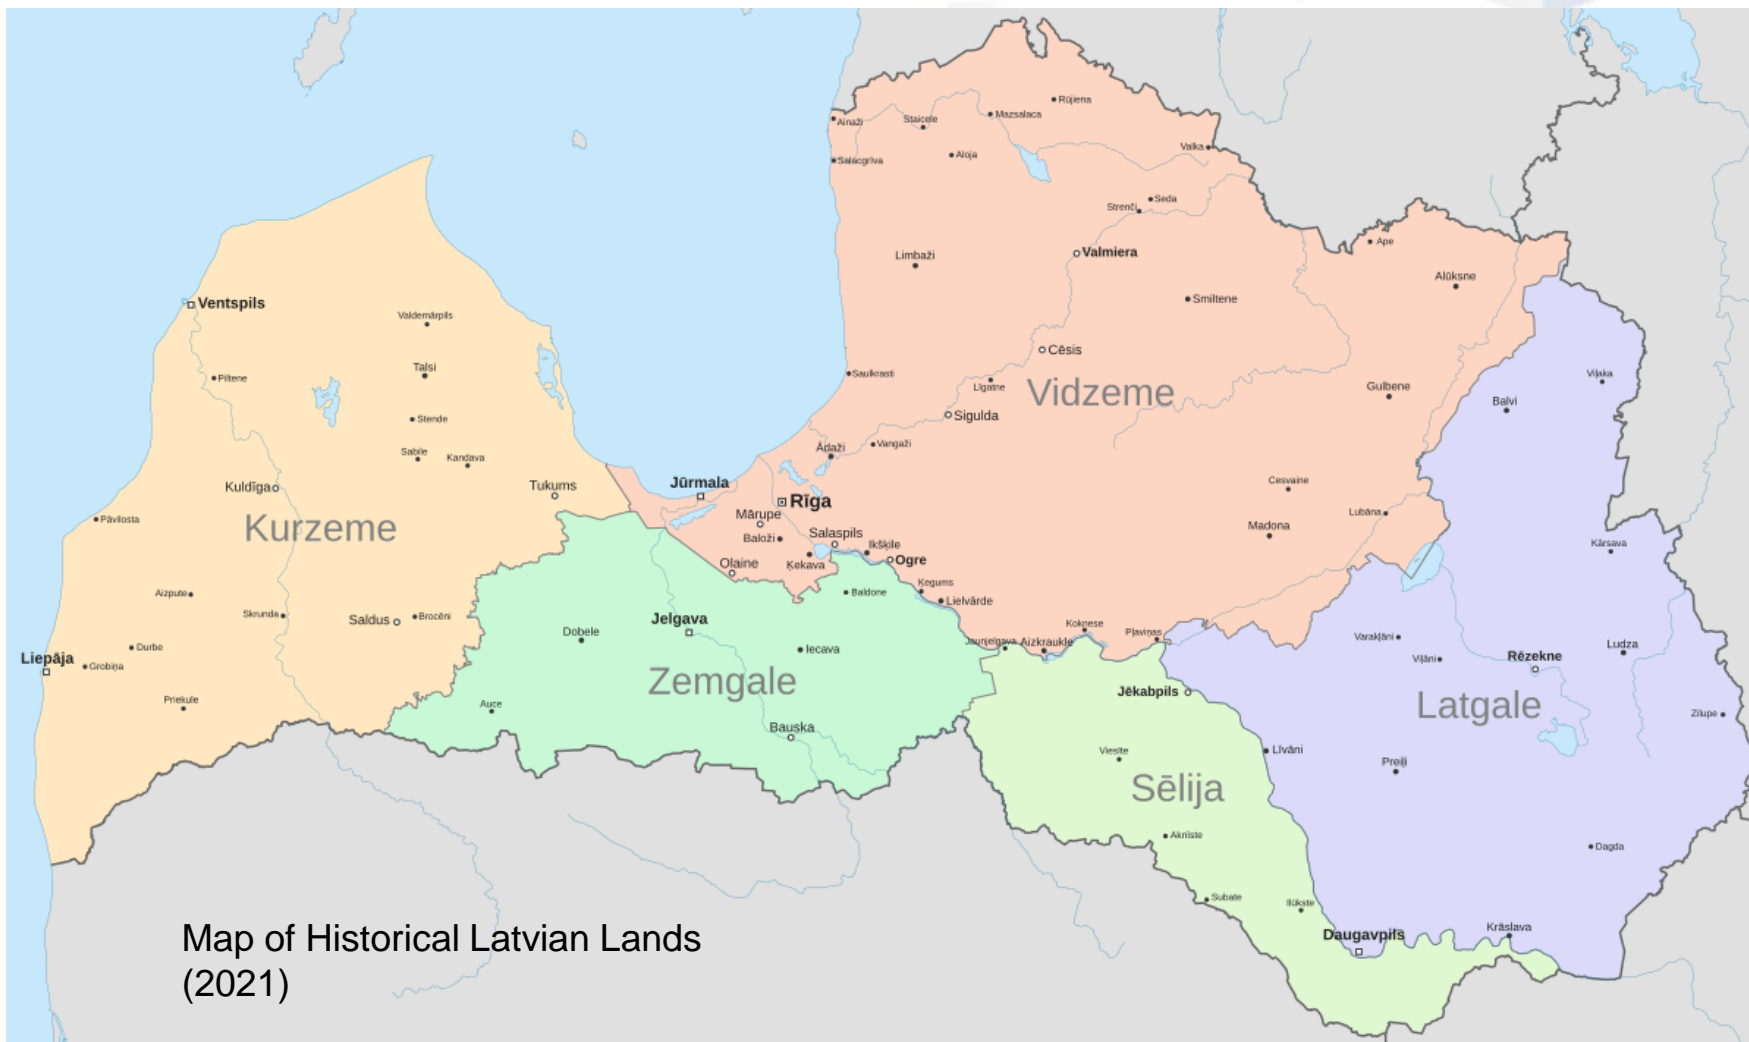 Rūjiena
Mazsalaca
Ainaži
Staicele
Valka
Aloja
Salacgrīva
Seda
Strenči
Ape
Valmiera
Limbaži
Alūksne
Smiltene
Ventspils
Valdemārpils
Cēsis
Talsi
Piltene
Saulkrasti
Līgatne
Vidzeme
Gulbene
Viļaka
Balvi
Stende
Sigulda
Sabile
Kandava
Ādaži
Vangaži
Kuldīga
Tukums
Jūrmala
Rīga
Cesvaine
Pāvilosta
Kurzeme
Mārupe
Baloži
Salaspils
Ikšķile
Madona
Lubāna
Kārsava
Olaine
Ķekava
Ogre
Aizpute
Baldone
Ķegums
Lielvārde
Skrunda
Saldus
Brocēni
Jelgava
Dobele
Iecava
Jaunjelgava
Aizkraukle
Koknese
Pļaviņas
Varakļāni
Viļāni
Rēzekne
Ludza
Durbe
Liepāja
Grobiņa
Zemgale
Jēkabpils
Latgale
Priekule
Auce
Bauska
Zilupe
Viesīte
Līvāni
Preiļi
Sēlija
Aknīste
Dagda
Subate
Ilūkste
Daugavpils
Krāslava
Map of Historical Latvian Lands
(2021)